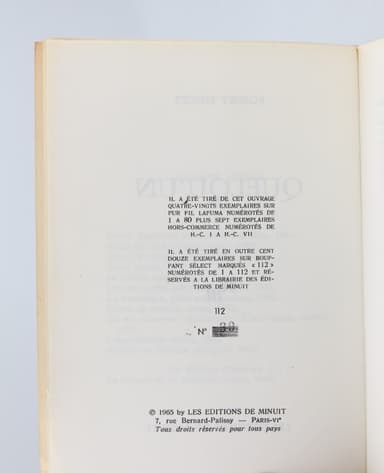 IL A ÉTÉ TIRÉ DE CET OUVRAGE
QUATRE-VINGTS EXEMPLAIRES SUR
PUR FIL LAFUMA NUMÉROTÉS DE
1 A 80 PLUS SEPT EXEMPLAIRES
HORS-COMMERCE NUMÉROTÉS DE
H.-C. I A H.-C. VII
IL A ÉTÉ TIRÉ EN OUTRE CENT
DOUZE EXEMPLAIRES SUR BOUF-
FANT SÉLECT MARQUÉS « 112 »
NUMÉROTÉS DE 1 A 112 ET RÉ-
SERVÉS A LA LIBRAIRIE DES ÉDI-
TIONS DE MINUIT
112
N°
© 1965 by LES EDITIONS DE MINUIT
7, rue Bernard-Palissy — PARIS-VIᵉ
Tous droits réservés pour tous pays